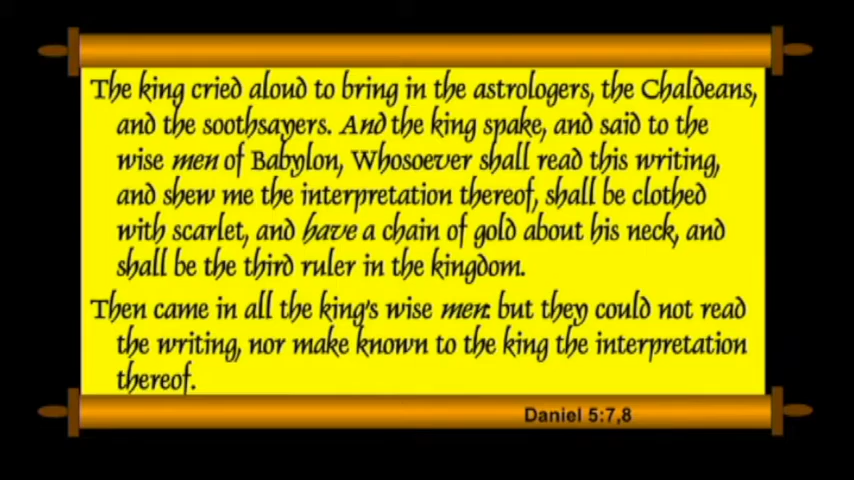 The king cried aloud to bring in the astrologers, the Chaldeans,
and the soothsayers. And the king spake, and said to the
wise men of Babylon, Whosoever shall read this writing,
and shew me the interpretation thereof, shall be clothed
with scarlet, and have a chain of gold about his neck, and
shall be the third ruler in the kingdom.
Then came in all the king's wise men: but they could not read
the writing, nor make known to the king the interpretation
thereof.
Daniel 5:7,8